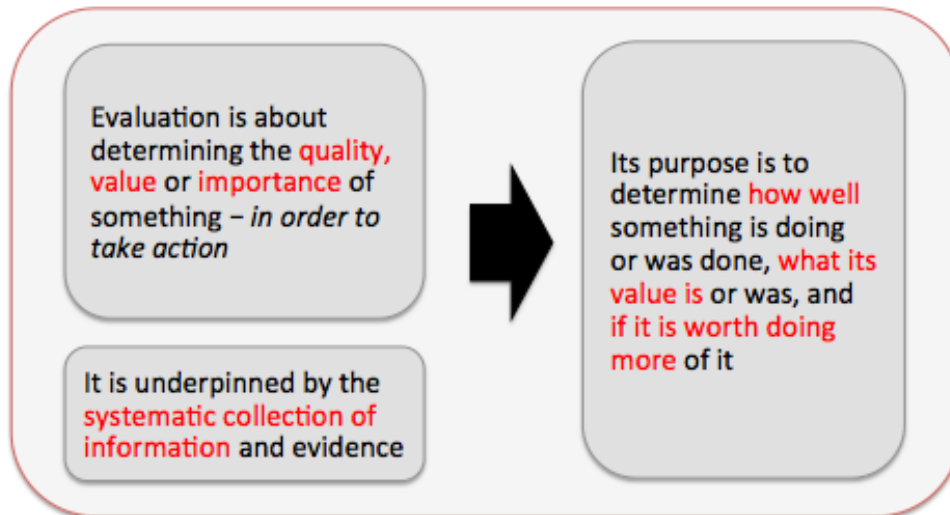 Evaluation is about
determining the quality,
value or importance of
something – in order to
take action
It is underpinned by the
systematic collection of
information and evidence
Its purpose is to
determine how well
something is doing
or was done, what its
value is or was, and
if it is worth doing
more of it